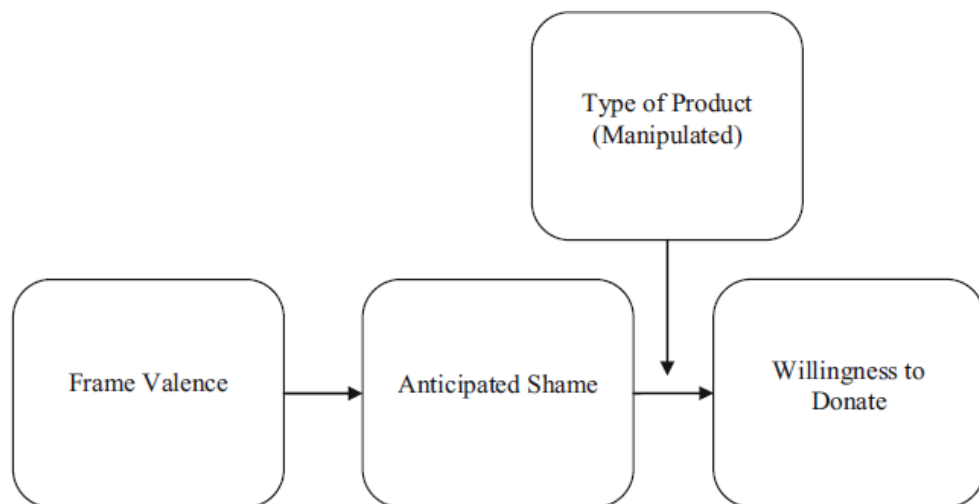 Type of Product
(Manipulated)
Frame Valence
Anticipated Shame
Willingness to
Donate